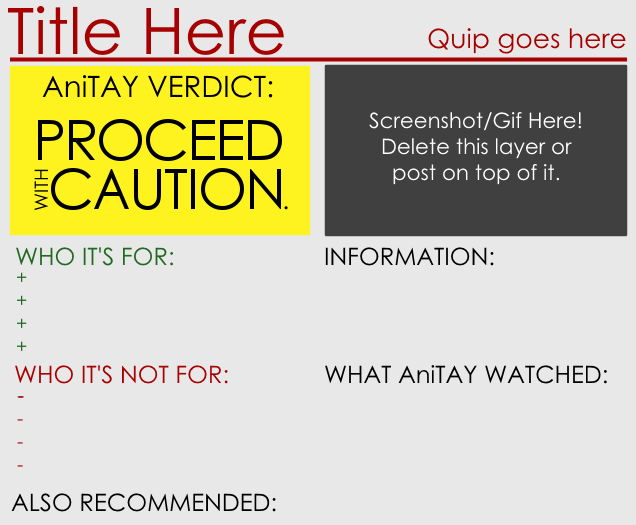 Title Here
Quip goes here
AniTAY VERDICT:
PROCEED
WITH CAUTION.
Screenshot/Gif Here!
Delete this layer or
post on top of it.
WHO IT'S FOR:
+
+
+
+
INFORMATION:
WHO IT'S NOT FOR:
-
-
-
-
WHAT AniTAY WATCHED:
ALSO RECOMMENDED: